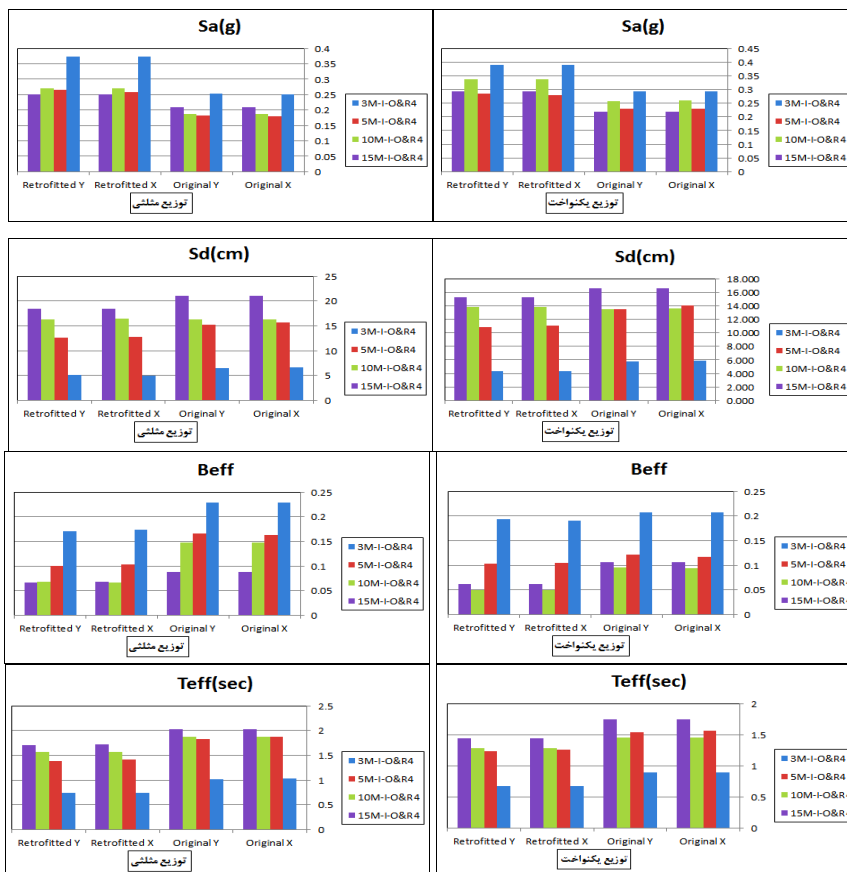 Sa(g)
0.4
0.35
0.3
0.25
0.2
0.15
0.1
0.05
0
3M-I-O&R4
5M-I-O&R4
10M-I-O&R4
15M-I-O&R4
Retrofitted Y Retrofitted X Original Y Original X
توزیع مثلثی
Sa(g)
0.45
0.4
0.35
0.3
0.25
0.2
0.15
0.1
0.05
0
3M-I-O&R4
5M-I-O&R4
10M-I-O&R4
15M-I-O&R4
Retrofitted Y Retrofitted X Original Y Original X
توزیع یکنواخت
Sd(cm)
25
20
15
10
5
0
3M-I-O&R4
5M-I-O&R4
10M-I-O&R4
15M-I-O&R4
Retrofitted Y Retrofitted X Original Y Original X
توزیع مثلثی
Sd(cm)
18.000
16.000
14.000
12.000
10.000
8.000
6.000
4.000
2.000
0.000
3M-I-O&R4
5M-I-O&R4
10M-I-O&R4
15M-I-O&R4
Retrofitted Y Retrofitted X Original Y Original X
توزیع یکنواخت
Beff
0.25
0.2
0.15
0.1
0.05
0
3M-I-O&R4
5M-I-O&R4
10M-I-O&R4
15M-I-O&R4
Retrofitted Y Retrofitted X Original Y Original X
توزیع مثلثی
Beff
0.25
0.2
0.15
0.1
0.05
0
3M-I-O&R4
5M-I-O&R4
10M-I-O&R4
15M-I-O&R4
Retrofitted Y Retrofitted X Original Y Original X
توزیع یکنواخت
Teff(sec)
2.5
2
1.5
1
0.5
0
3M-I-O&R4
5M-I-O&R4
10M-I-O&R4
15M-I-O&R4
Retrofitted Y Retrofitted X Original Y Original X
توزیع مثلثی
Teff(sec)
2
1.5
1
0.5
0
3M-I-O&R4
5M-I-O&R4
10M-I-O&R4
15M-I-O&R4
Retrofitted Y Retrofitted X Original Y Original X
توزیع یکنواخت